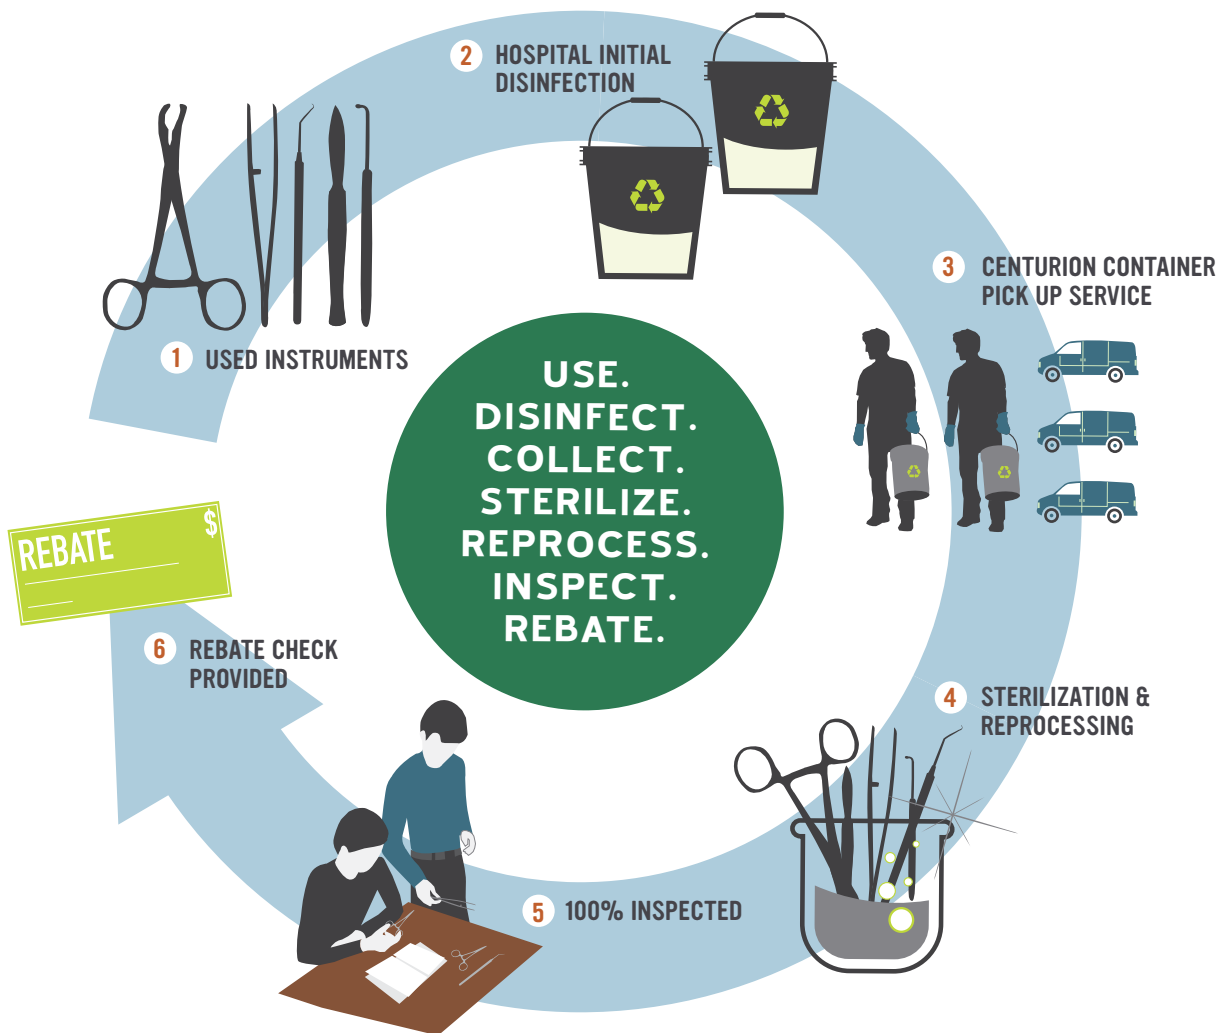 2 HOSPITAL INITIAL
DISINFECTION
1 USED INSTRUMENTS
3 CENTURION CONTAINER
PICK UP SERVICE
USE.
DISINFECT.
COLLECT.
STERILIZE.
REPROCESS.
INSPECT.
REBATE.
$
REBATE
6 REBATE CHECK
PROVIDED
4 STERILIZATION &
REPROCESSING
5 100% INSPECTED